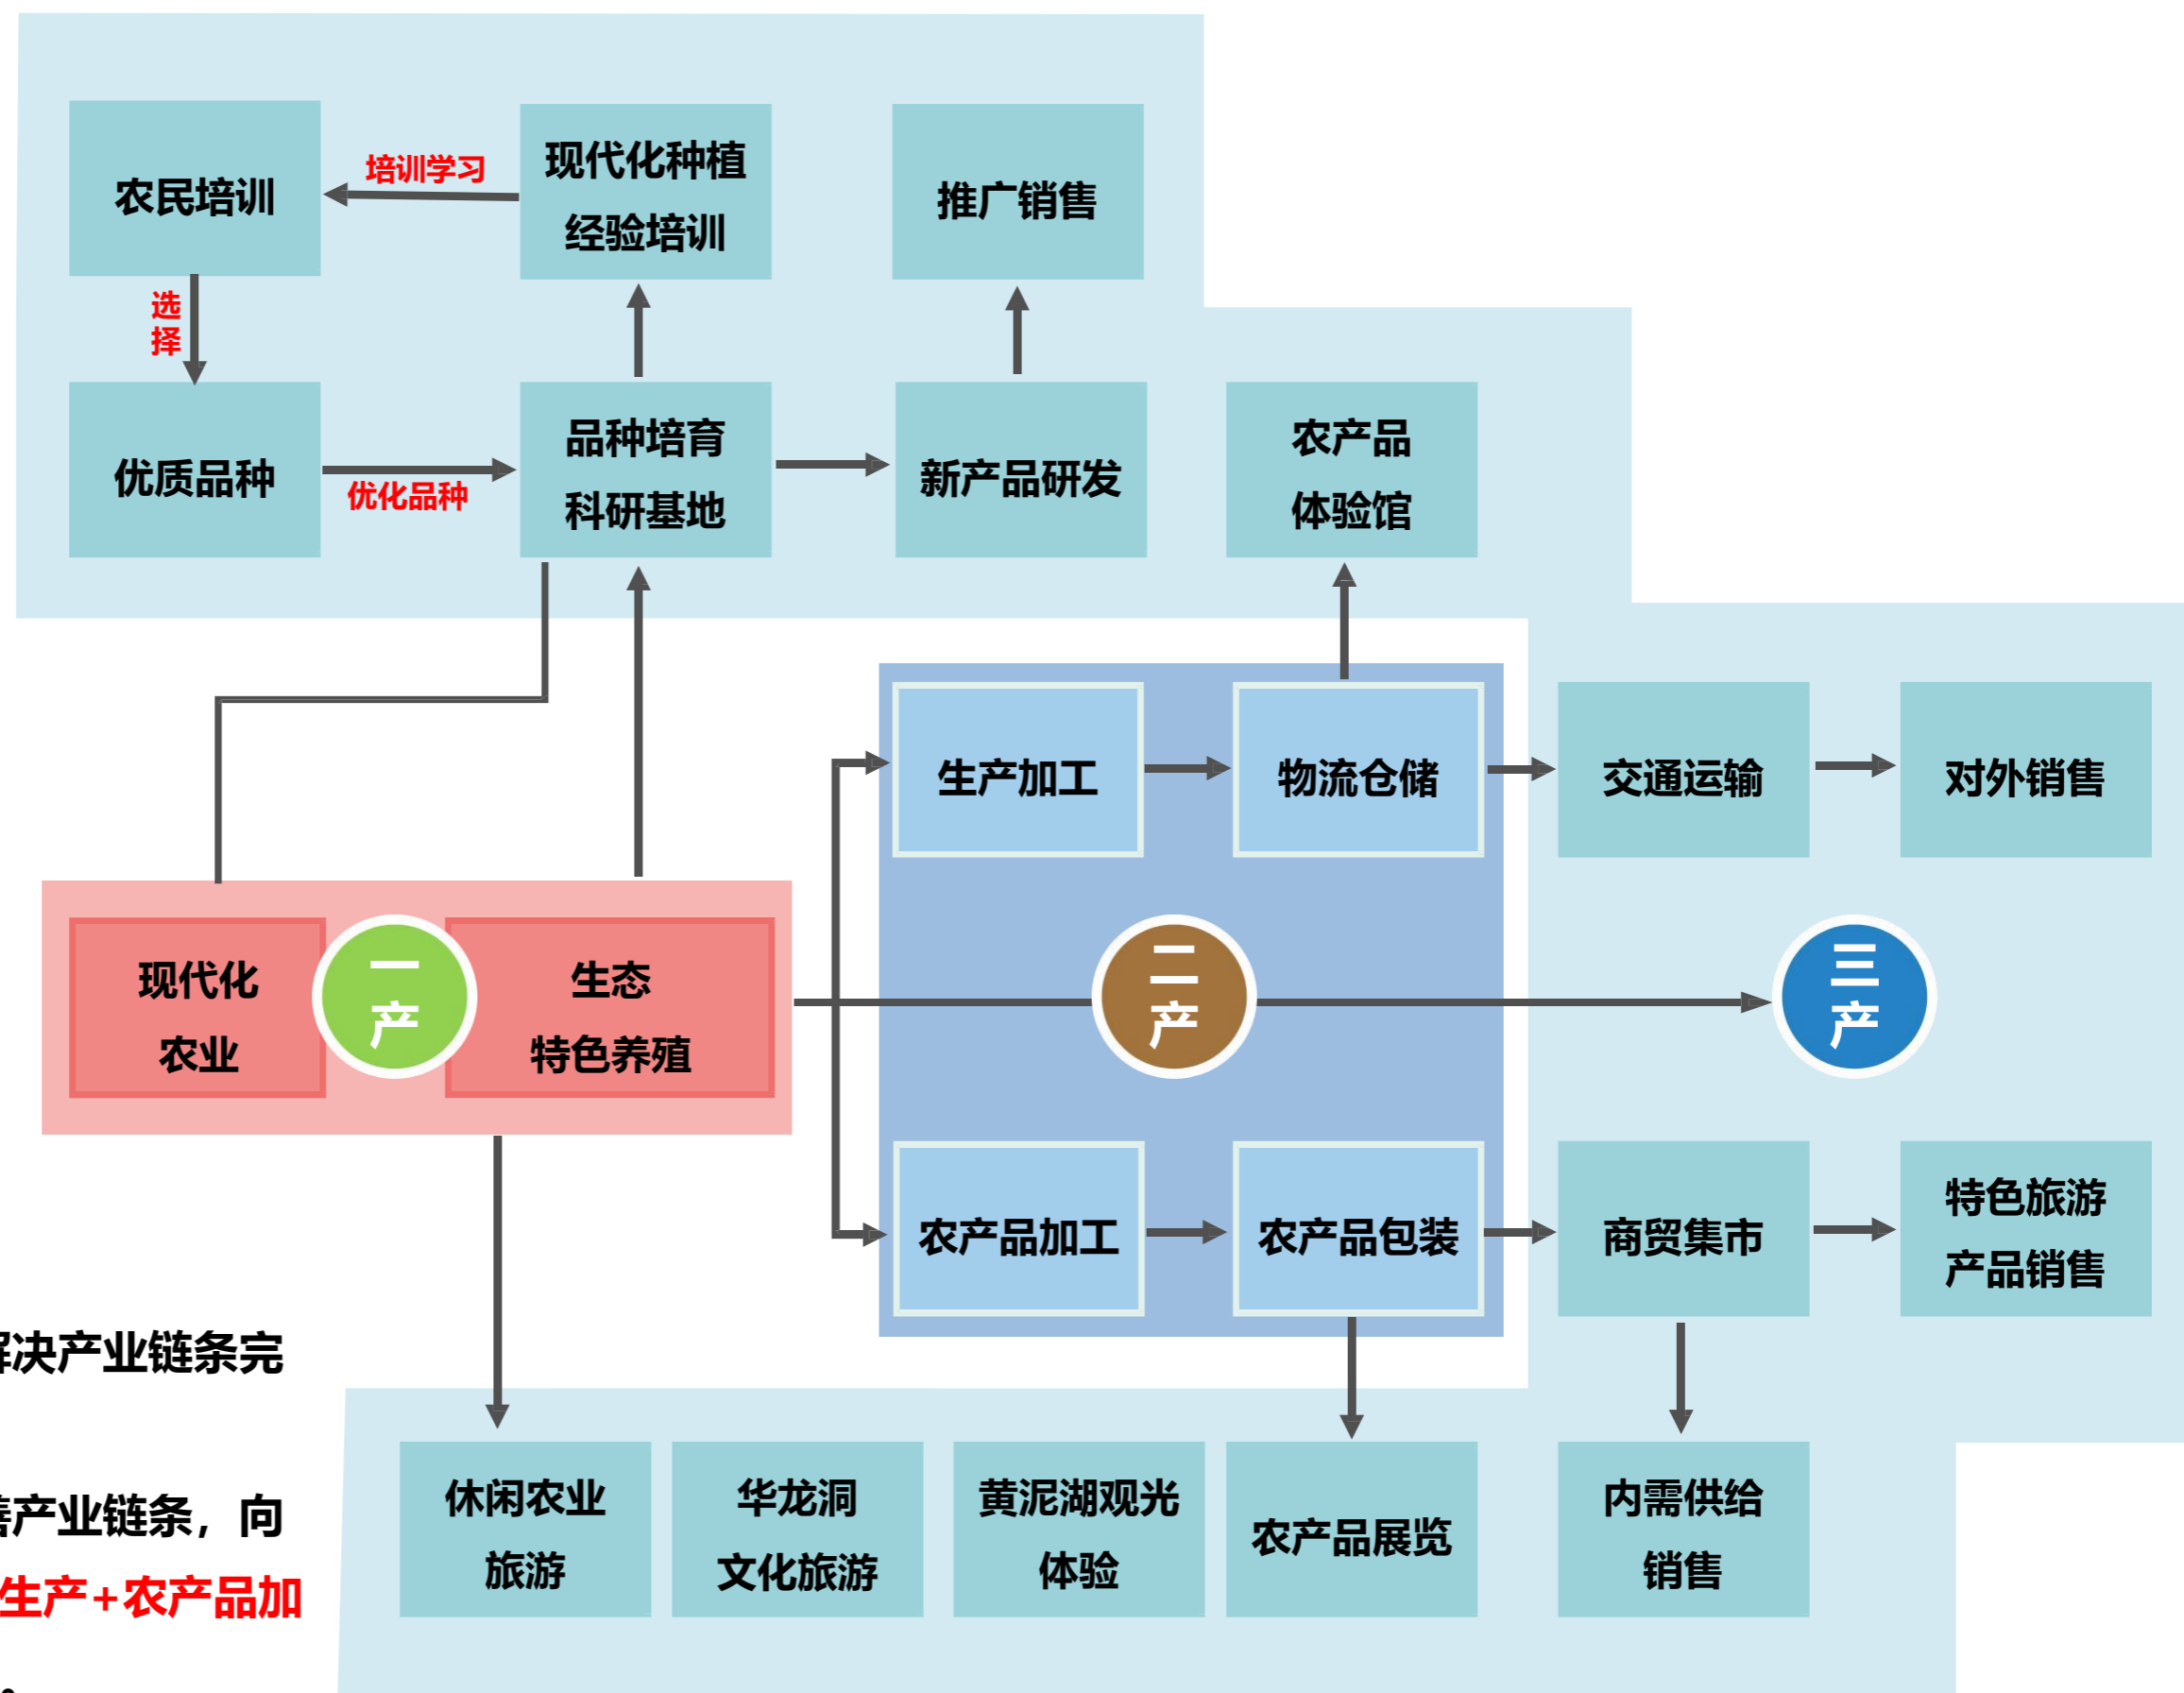 农民培训
培训学习
现代化种植
经验培训
推广销售
选
择
优质品种
优化品种
品种培育
科研基地
新产品研发
农产品
体验馆
生产加工
物流仓储
交通运输
对外销售
现代化
农业
一
产
生态
特色养殖
二
产
三
产
农产品加工
农产品包装
商贸集市
特色旅游
产品销售
解决产业链条完
善产业链条，向
生产+农产品加
。
休闲农业
旅游
华龙洞
文化旅游
黄泥湖观光
体验
农产品展览
内需供给
销售